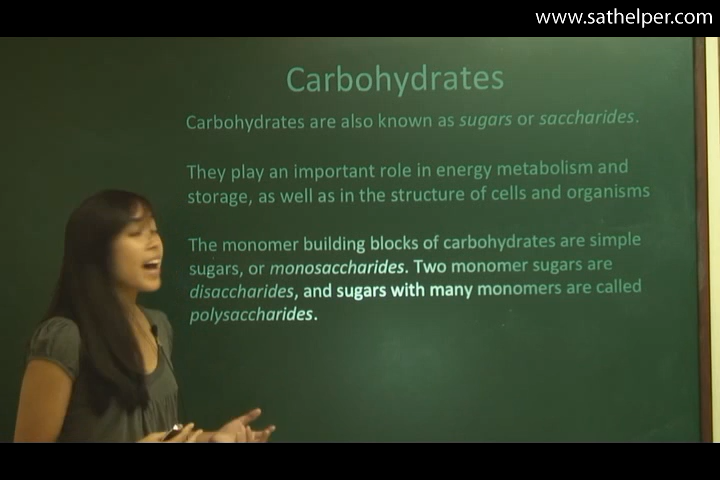 www.sathelper.com
Carbohydrates
Carbohydrates are also known as sugars or saccharides.
They play an important role in energy metabolism and
storage, as well as in the structure of cells and organisms
The monomer building blocks of carbohydrates are simple
sugars, or monosaccharides. Two monomer sugars are
disaccharides, and sugars with many monomers are called
polysaccharides.